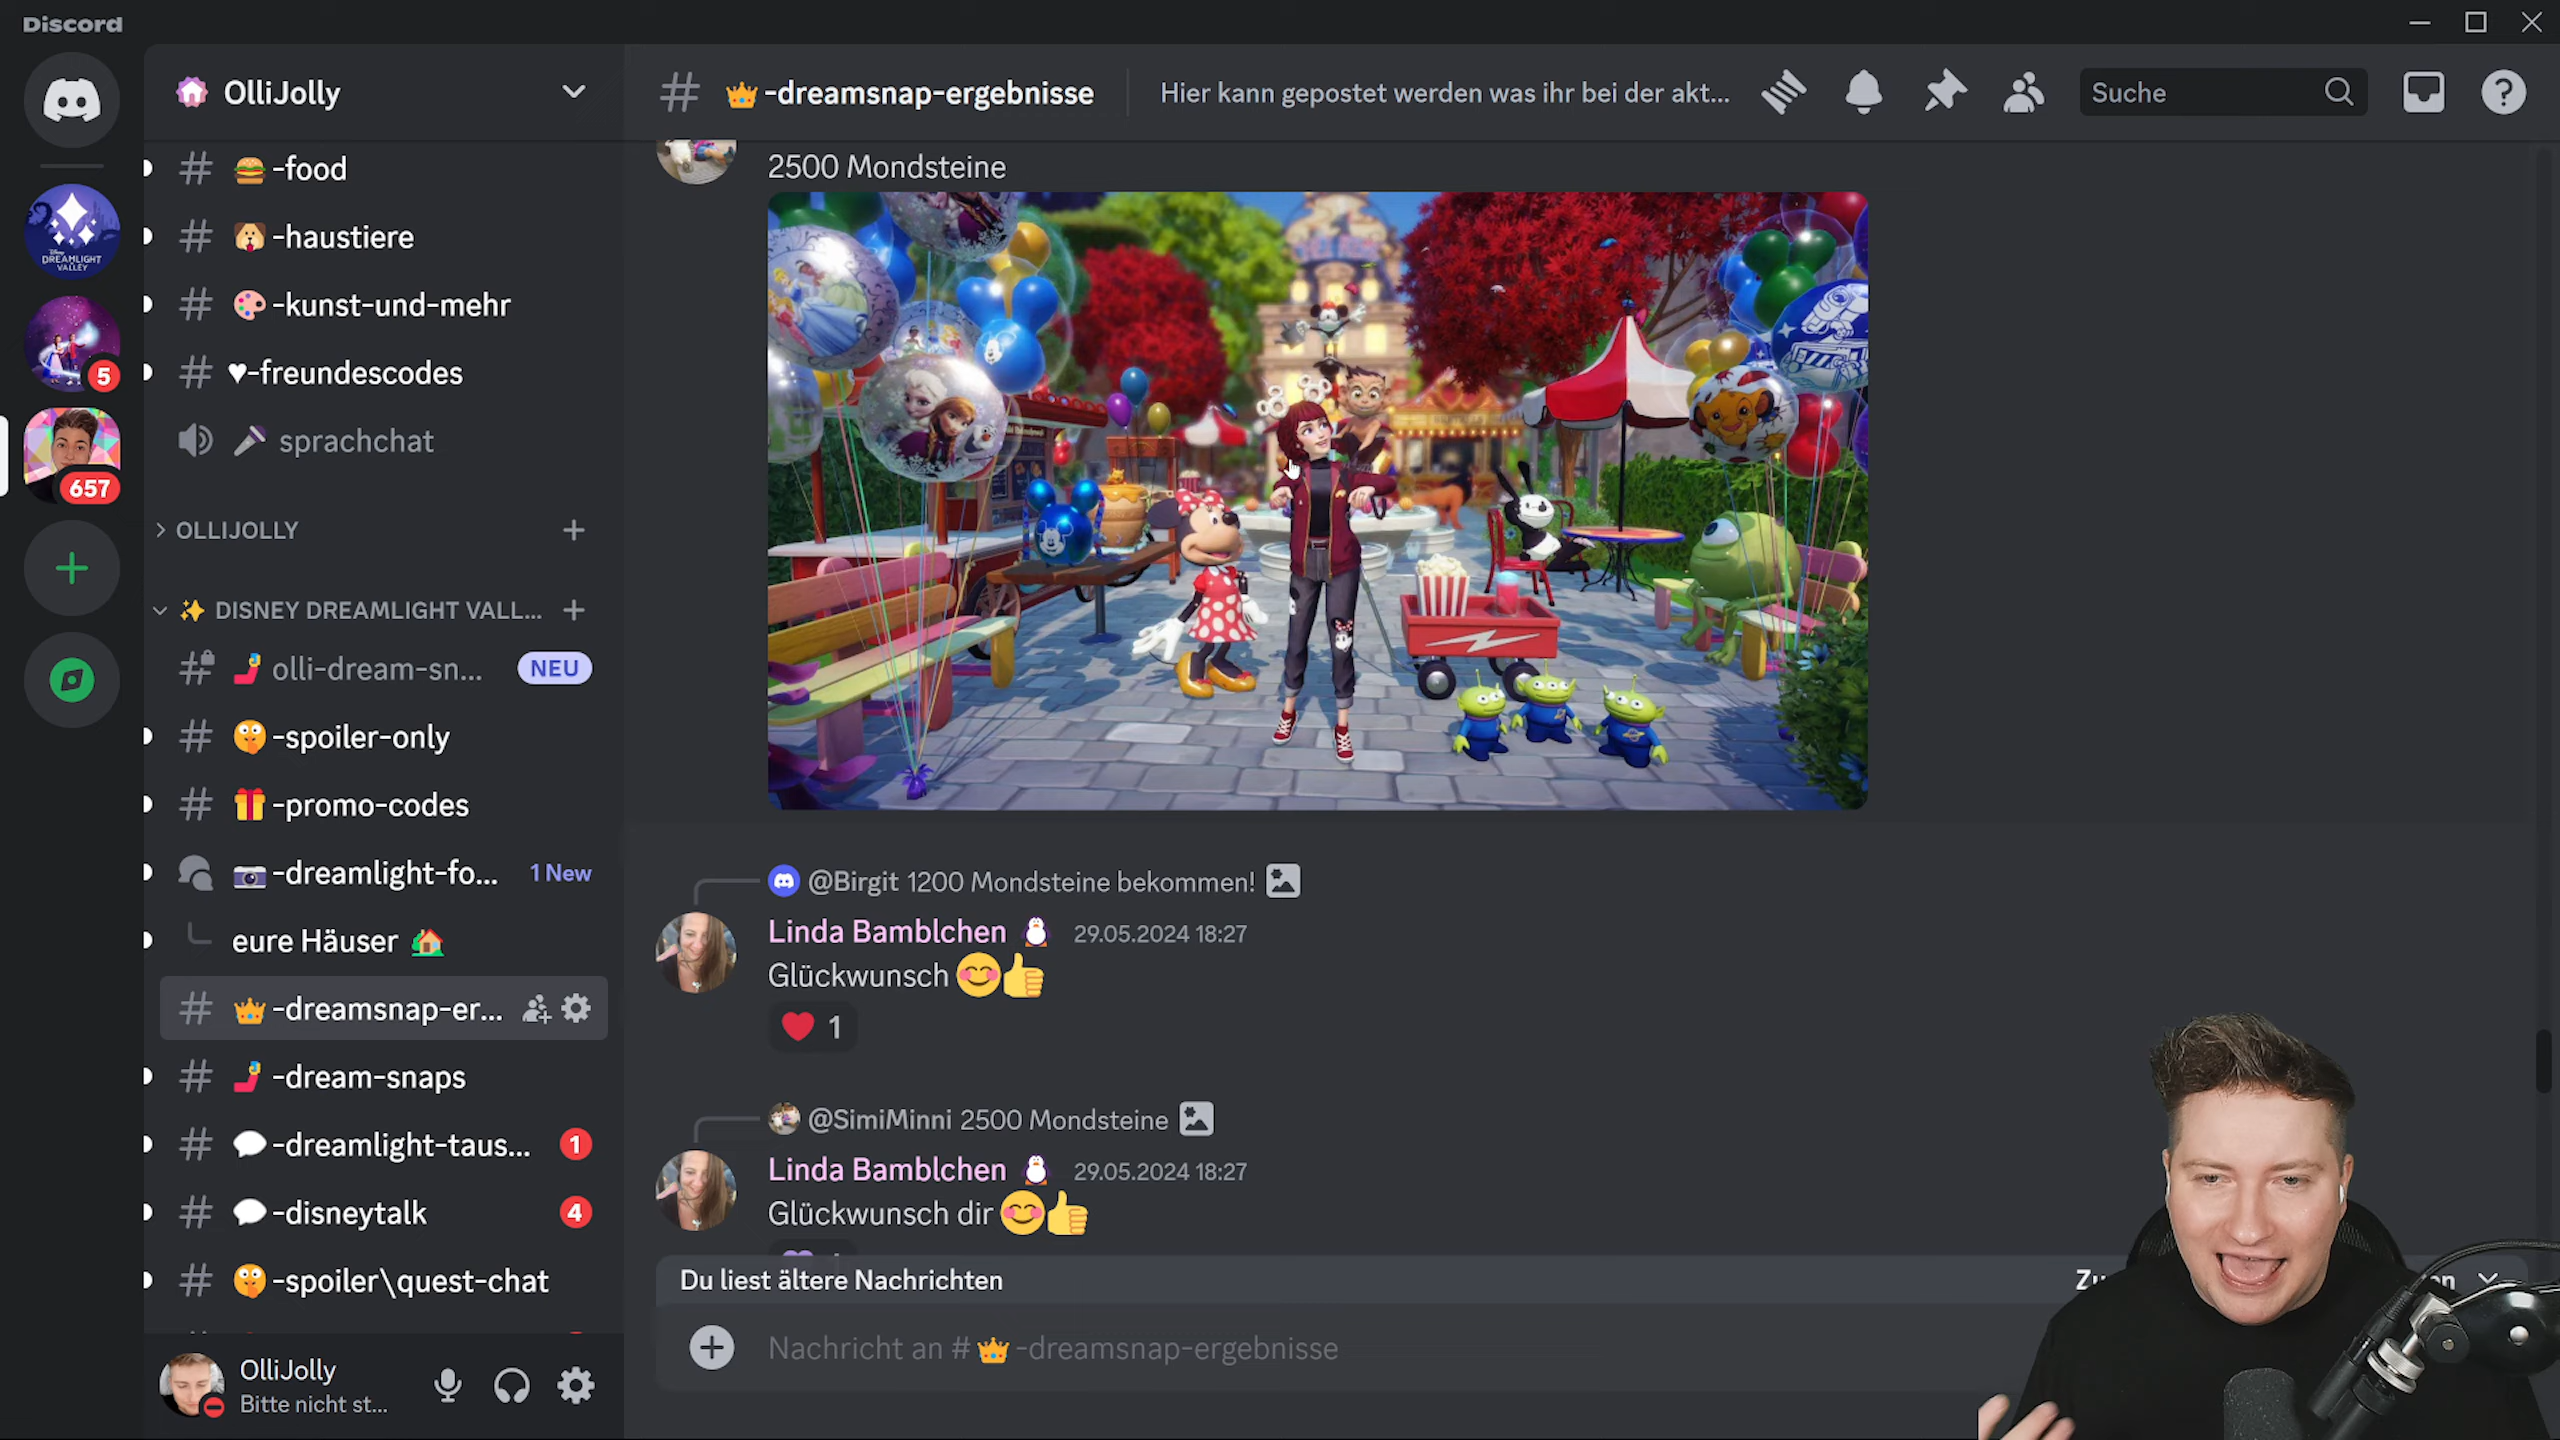 Discord
OlliJolly
-food
-haustiere
-kunst-und-mehr
♥-freundescodes
sprachchat
OLLIJOLLY
DISNEY DREAMLIGHT VALL...
olli-dream-sn... NEU
-spoiler-only
-promo-codes
-dreamlight-fo... 1 New
eure Häuser
-dreamsnap-er...
-dream-snaps
-dreamlight-taus... 1
-disneytalk 4
-spoiler\quest-chat
OlliJolly
Bitte nicht st...
DREAMLIGHT
VALLEY
5
657
-dreamsnap-ergebnisse
Hier kann gepostet werden was ihr bei der akt...
Suche
2500 Mondsteine
@Birgit 1200 Mondsteine bekommen!
Linda Bamblchen 29.05.2024 18:27
Glückwunsch 😊👍
❤️ 1
@SimiMinni 2500 Mondsteine
Linda Bamblchen 29.05.2024 18:27
Glückwunsch dir 😊👍
Du liest ältere Nachrichten
Nachricht an # 👑-dreamsnap-ergebnisse